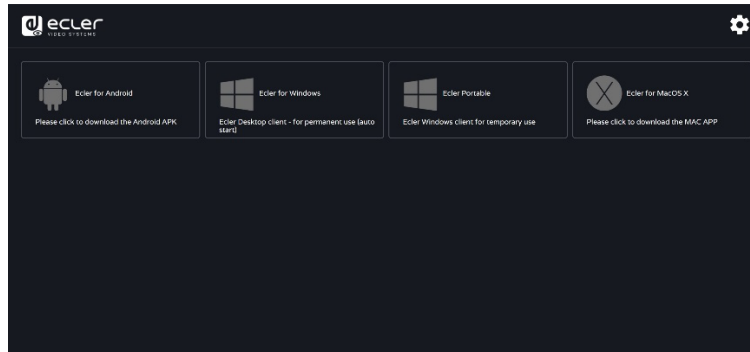 ecler
VIDEO SYSTEMS
Ecler for Android
Please click to download the Android APK
Ecler for Windows
Ecler Desktop client - for permanent use (auto
start)
Ecler Portable
Ecler Windows client for temporary use
Ecler for MacOS X
Please click to download the MAC APP